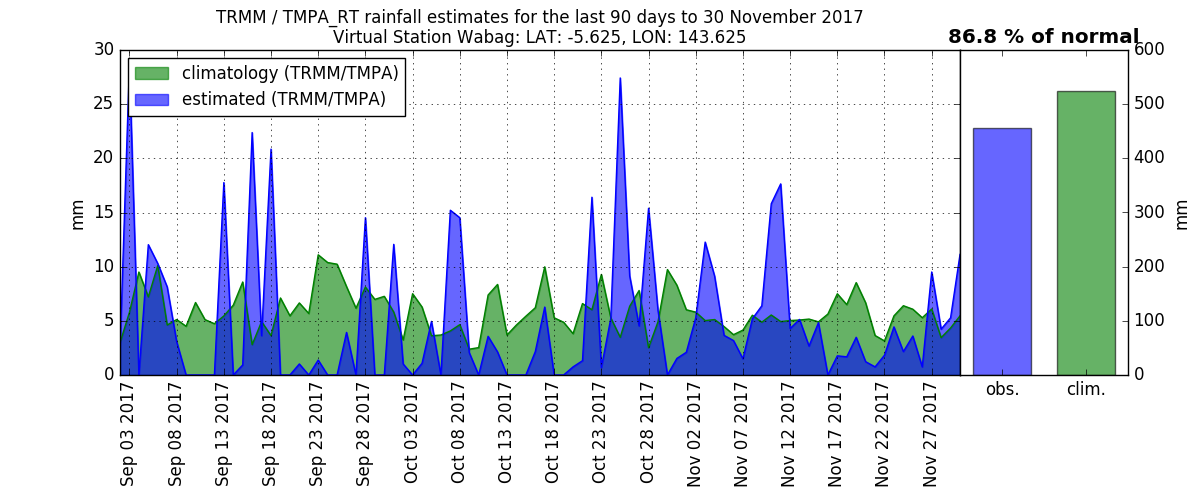 TRMM / TMPA_RT rainfall estimates for the last 90 days to 30 November 2017
Virtual Station Wabag: LAT: -5.625, LON: 143.625
86.8 % of normal
climatology (TRMM/TMPA)
estimated (TRMM/TMPA)
30
25
20
15
10
5
0
mm
600
500
400
300
200
100
0
mm
Sep 03 2017
Sep 08 2017
Sep 13 2017
Sep 18 2017
Sep 23 2017
Sep 28 2017
Oct 03 2017
Oct 08 2017
Oct 13 2017
Oct 18 2017
Oct 23 2017
Oct 28 2017
Nov 02 2017
Nov 07 2017
Nov 12 2017
Nov 17 2017
Nov 22 2017
Nov 27 2017
obs.
clim.